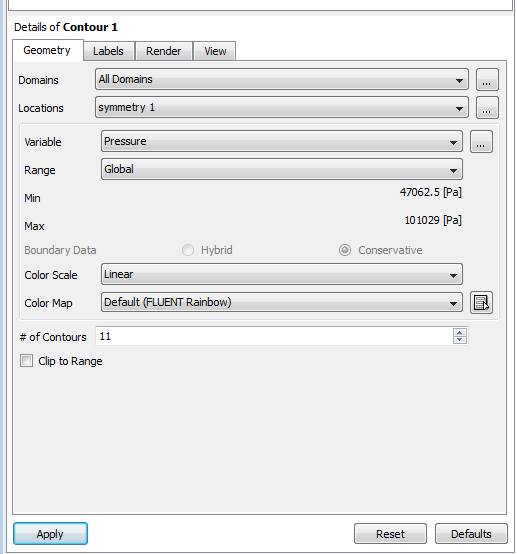 Details of Contour 1
Geometry Labels Render View
Domains All Domains ...
Locations symmetry 1 ...
Variable Pressure ...
Range Global
Min 47062.5 [Pa]
Max 101029 [Pa]
Boundary Data Hybrid Conservative
Color Scale Linear
Color Map Default (FLUENT Rainbow)
# of Contours 11
Clip to Range
Apply Reset Defaults